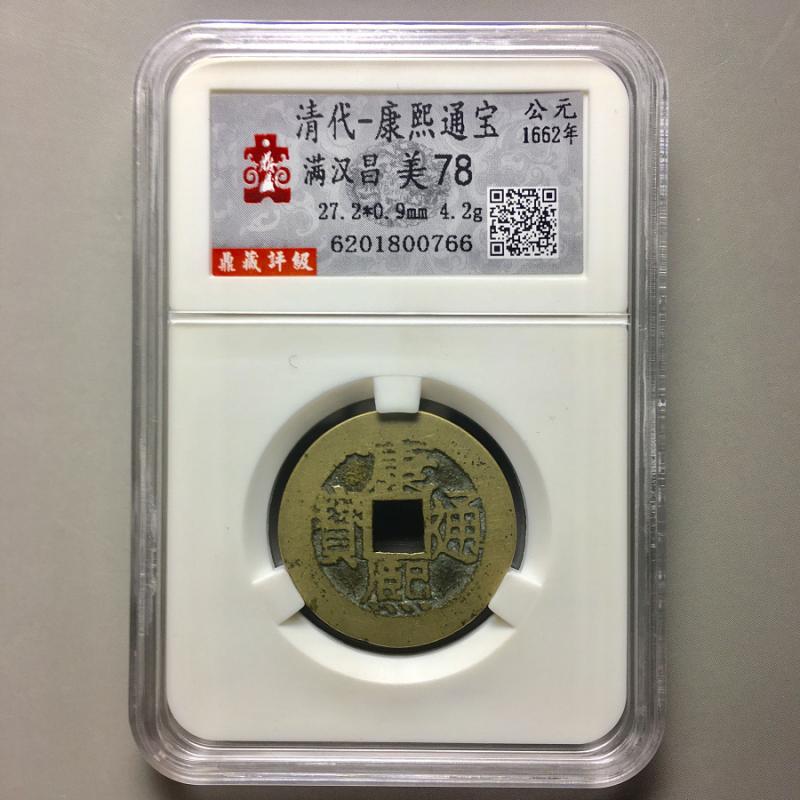 清代-康熙通宝
公元
1662年
满汉昌 美78
27.2*0.9mm 4.2g
6201800766
鼎藏評級
康熙通寶